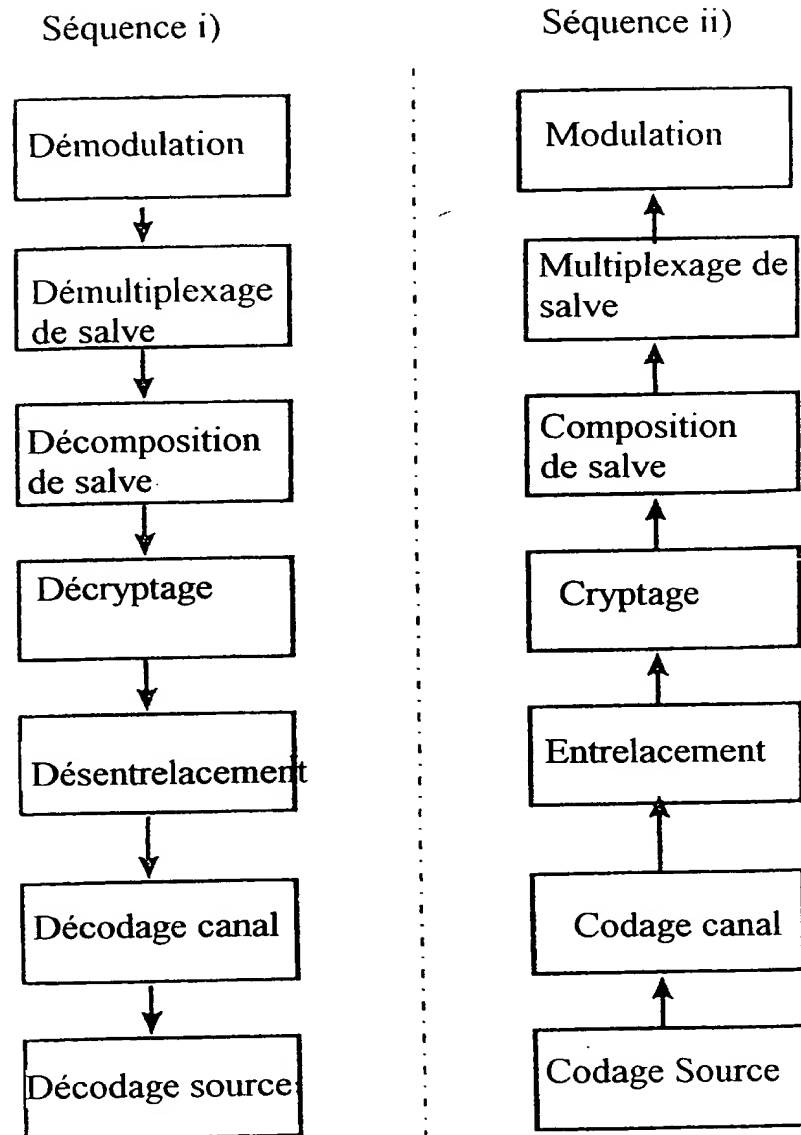 Séquence i)
Démodulation
Démultiplexage
de salve
Décomposition
de salve
Décryptage
Désentrelacement
Décodage canal
Décodage source
Séquence ii)
Modulation
Multiplexage de
salve
Composition
de salve
Cryptage
Entrelacement
Codage canal
Codage Source